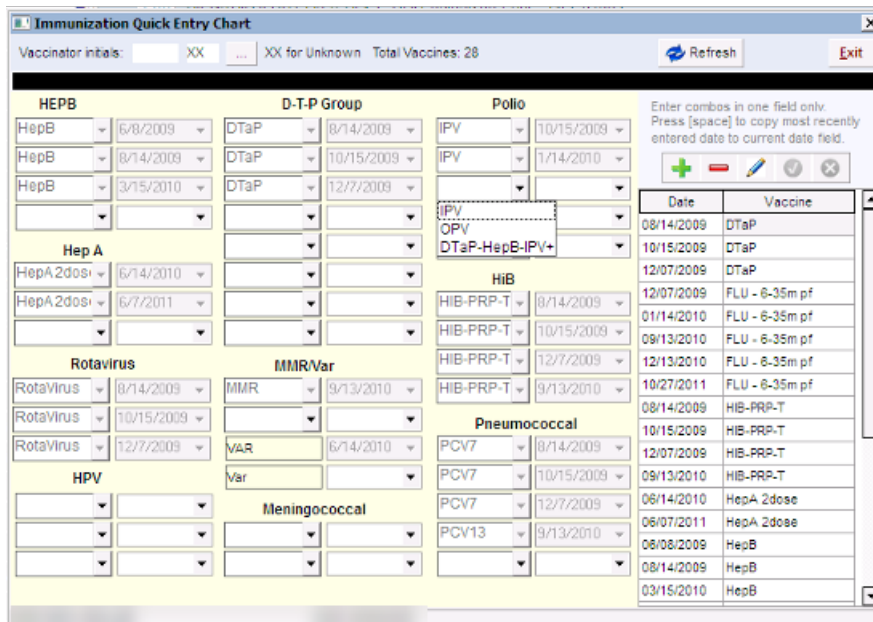 Immunization Quick Entry Chart
Vaccinator initials: XX ... XX for Unknown Total Vaccines: 28 Refresh Exit
HEPB
HepB 6/8/2009
HepB 8/14/2009
HepB 3/15/2010
Hep A
HepA2dose 6/14/2010
HepA2dose 6/7/2011
Rotavirus
RotaVirus 8/14/2009
RotaVirus 10/15/2009
RotaVirus 12/7/2009
HPV
D-T-P Group
DTaP 8/14/2009
DTaP 10/15/2009
DTaP 12/7/2009
MMR/Var
MMR 9/13/2010
VAR 6/14/2010
Var
Meningococcal
Polio
IPV 10/15/2009
IPV 1/14/2010
IPV
OPV
DTaP-HepB-IPV+
HiB
HIB-PRP-T 8/14/2009
HIB-PRP-T 10/15/2009
HIB-PRP-T 12/7/2009
HIB-PRP-T 9/13/2010
Pneumococcal
PCV7 8/14/2009
PCV7 10/15/2009
PCV7 12/7/2009
PCV13 9/13/2010
Enter combos in one field only.
Press [space] to copy most recently
entered date to current date field.
Date Vaccine
08/14/2009 DTaP
10/15/2009 DTaP
12/07/2009 DTaP
12/07/2009 FLU - 6-35m pf
01/14/2010 FLU - 6-35m pf
09/13/2010 FLU - 6-35m pf
12/13/2010 FLU - 6-35m pf
10/27/2011 FLU - 6-35m pf
08/14/2009 HIB-PRP-T
10/15/2009 HIB-PRP-T
12/07/2009 HIB-PRP-T
09/13/2010 HIB-PRP-T
06/14/2010 HepA 2dose
06/07/2011 HepA 2dose
06/08/2009 HepB
08/14/2009 HepB
03/15/2010 HepB